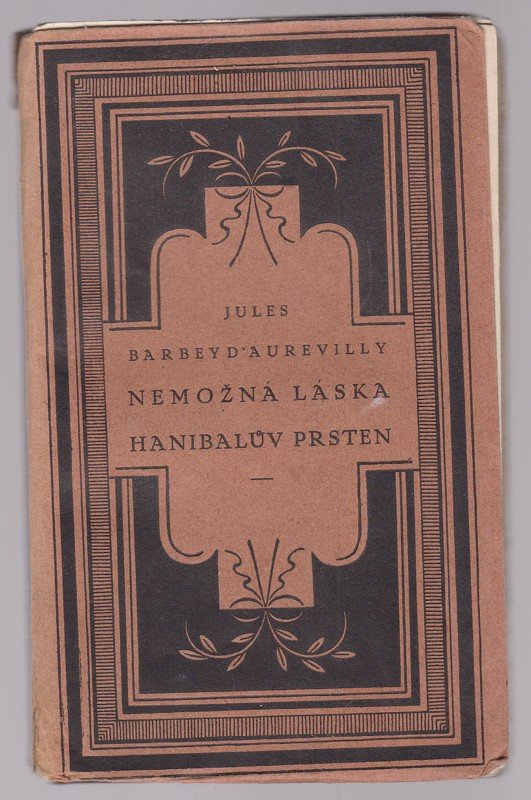 JULES
BARBEY D'AUREVILLY
NEMOŽNÁ LÁSKA
HANIBALŮV PRSTEN